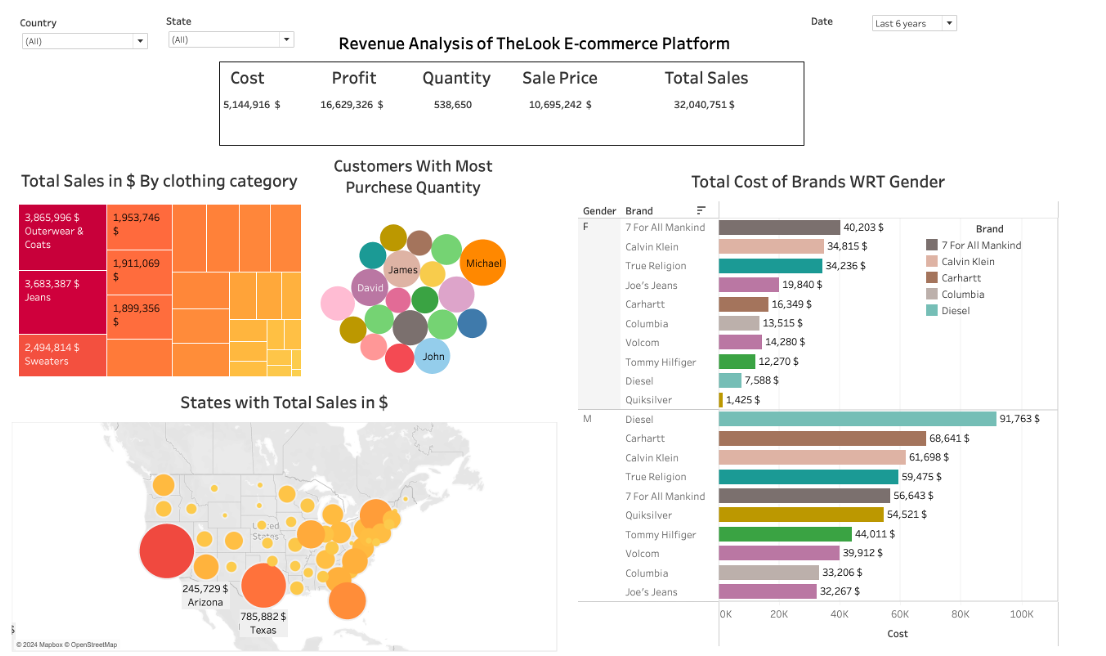 Country
State
Date
(All)
(All)
Last 6 years
Revenue Analysis of TheLook E-commerce Platform
Cost
Profit
Quantity
Sale Price
Total Sales
5,144,916 $
16,629,326 $
538,650
10,695,242 $
32,040,751 $
Total Sales in $ By clothing category
3,865,996 $
Outerwear &
Coats
3,683,387 $
Jeans
2,494,814 $
Sweaters
1,953,746
$
1,911,069
$
1,899,356
$
Customers With Most
Purchese Quantity
James
Michael
David
John
Total Cost of Brands WRT Gender
Gender
Brand
F
7 For All Mankind
40,203 $
Calvin Klein
34,815 $
True Religion
34,236 $
Joe's Jeans
19,840 $
Carhartt
16,349 $
Columbia
13,515 $
Volcom
14,280 $
Tommy Hilfiger
12,270 $
Diesel
7,588 $
Quiksilver
1,425 $
M
Diesel
91,763 $
Carhartt
68,641 $
Calvin Klein
61,698 $
True Religion
59,475 $
7 For All Mankind
56,643 $
Quiksilver
54,521 $
Tommy Hilfiger
44,011 $
Volcom
39,912 $
Columbia
33,206 $
Joe's Jeans
32,267 $
0K
20K
40K
60K
80K
100K
Cost
Brand
7 For All Mankind
Calvin Klein
Carhartt
Columbia
Diesel
States with Total Sales in $
United
States
245,729 $
Arizona
785,882 $
Texas
$
© 2024 Mapbox © OpenStreetMap